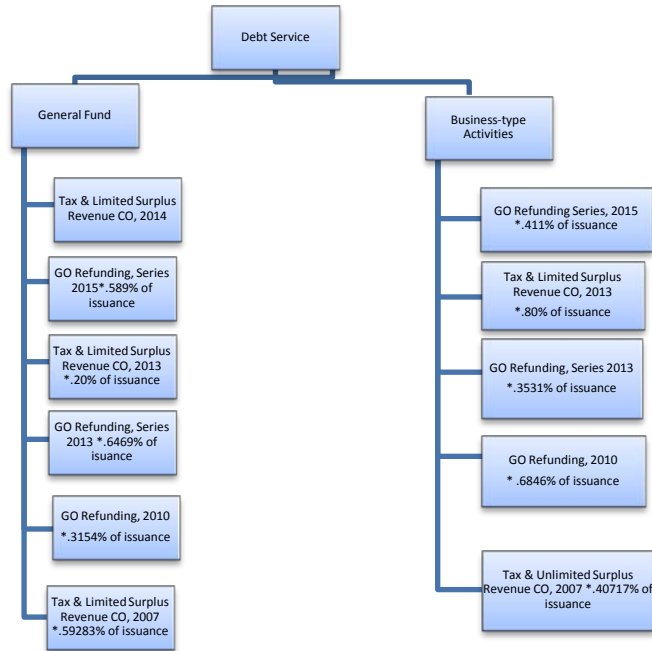 Debt Service
General Fund
Tax & Limited Surplus
Revenue CO, 2014
GO Refunding, Series
2015*.589% of
issuance
Tax & Limited Surplus
Revenue CO, 2013
*.20% of issuance
GO Refunding, Series
2013 *.6469% of
isuance
GO Refunding, 2010
*.3154% of issuance
Tax & Limited Surplus
Revenue CO, 2007
*.59283% of issuance
Business-type
Activities
GO Refunding Series, 2015
*.411% of issuance
Tax & Limited Surplus
Revenue CO, 2013
*.80% of issuance
GO Refunding, Series 2013
*.3531% of issuance
GO Refunding, 2010
*.6846% of issuance
Tax & Unlimited Surplus
Revenue CO, 2007 *.40717% of
issuance